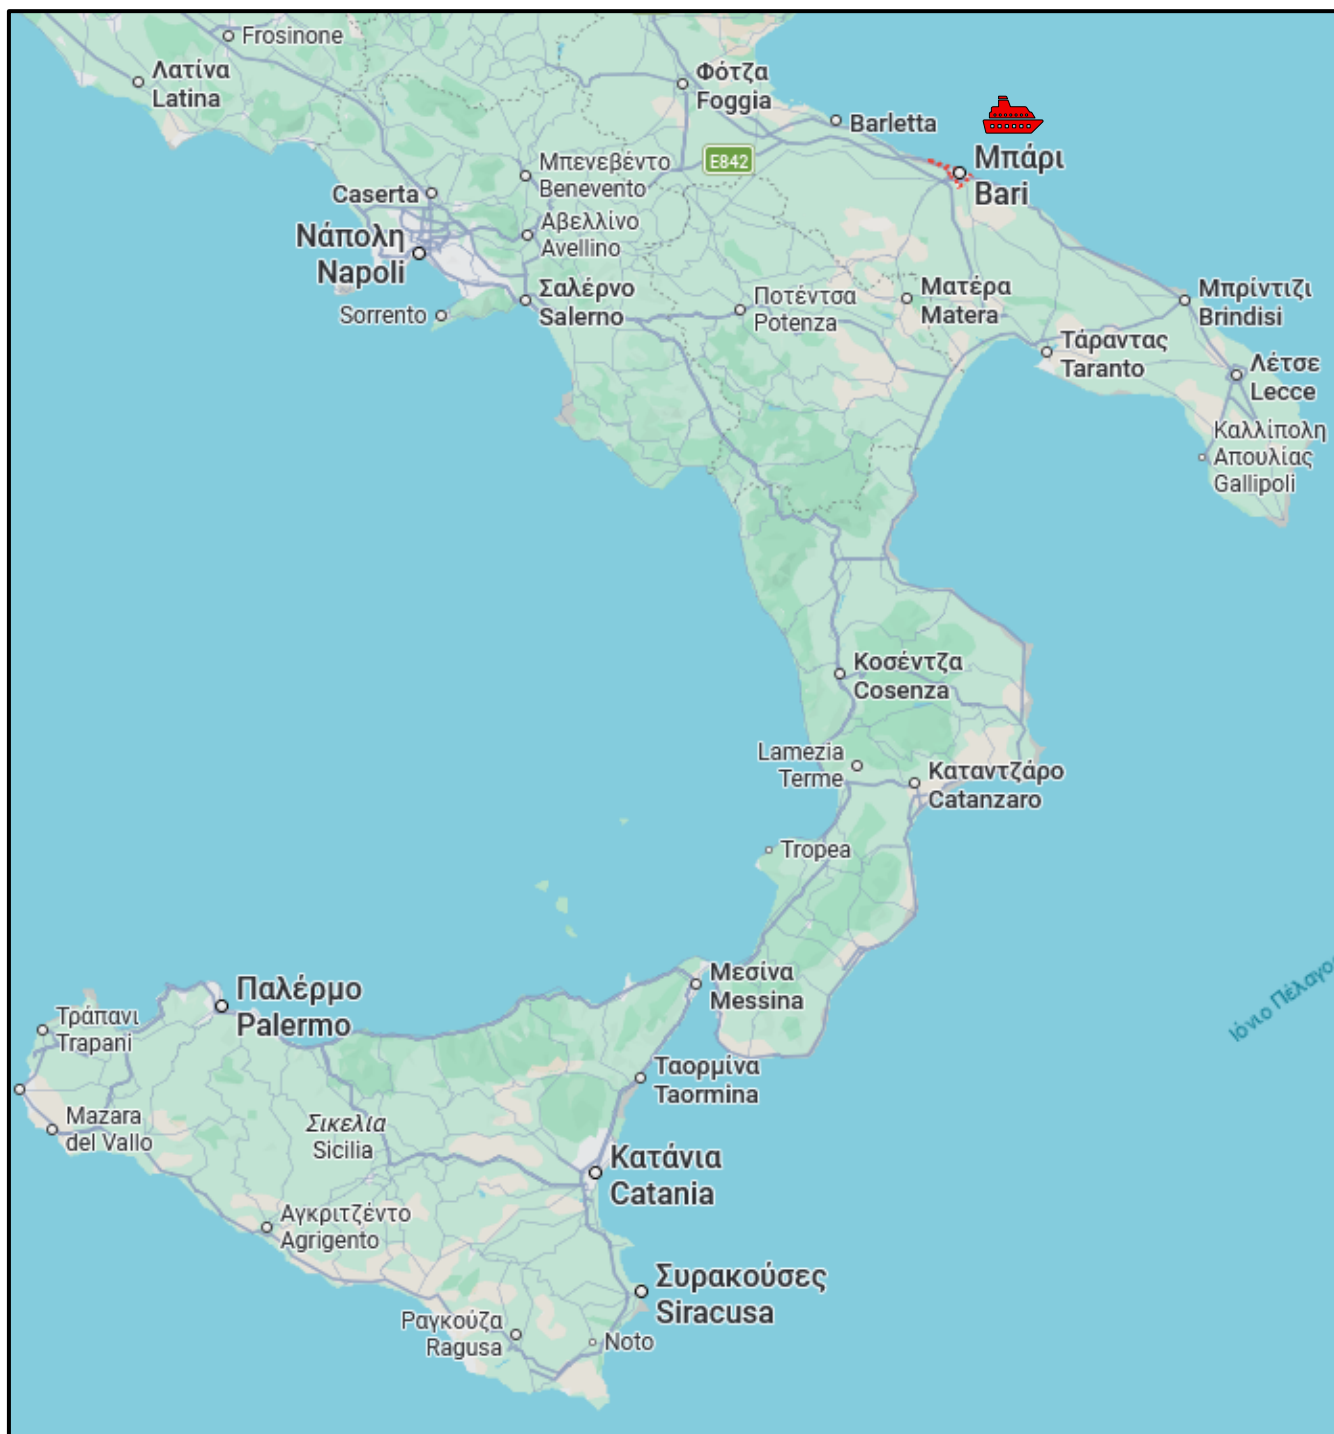 Frosinone
Λατίνα
Latina
Φότζα
Foggia
Barletta
E842
Μπάρι
Bari
Μπενεβέντο
Benevento
Caserta
Αβελλίνο
Avellino
Νάπολη
Napoli
Σαλέρνο
Salerno
Sorrento
Ποτέντσα
Potenza
Ματέρα
Matera
Μπρίντιζι
Brindisi
Τάραντας
Taranto
Λέτσε
Lecce
Καλλίπολη
Απουλίας
Gallipoli
Κοσέντζα
Cosenza
Lamezia
Terme
Καταντζάρο
Catanzaro
Tropea
Μεσίνα
Messina
Παλέρμο
Palermo
Τράπανι
Trapani
Ιόνιο Πέλαγος
Ταορμίνα
Taormina
Mazara
del Vallo
Σικελία
Sicilia
Κατάνια
Catania
Αγκριτζέντο
Agrigento
Συρακούσες
Siracusa
Ραγκούζα
Ragusa
Noto